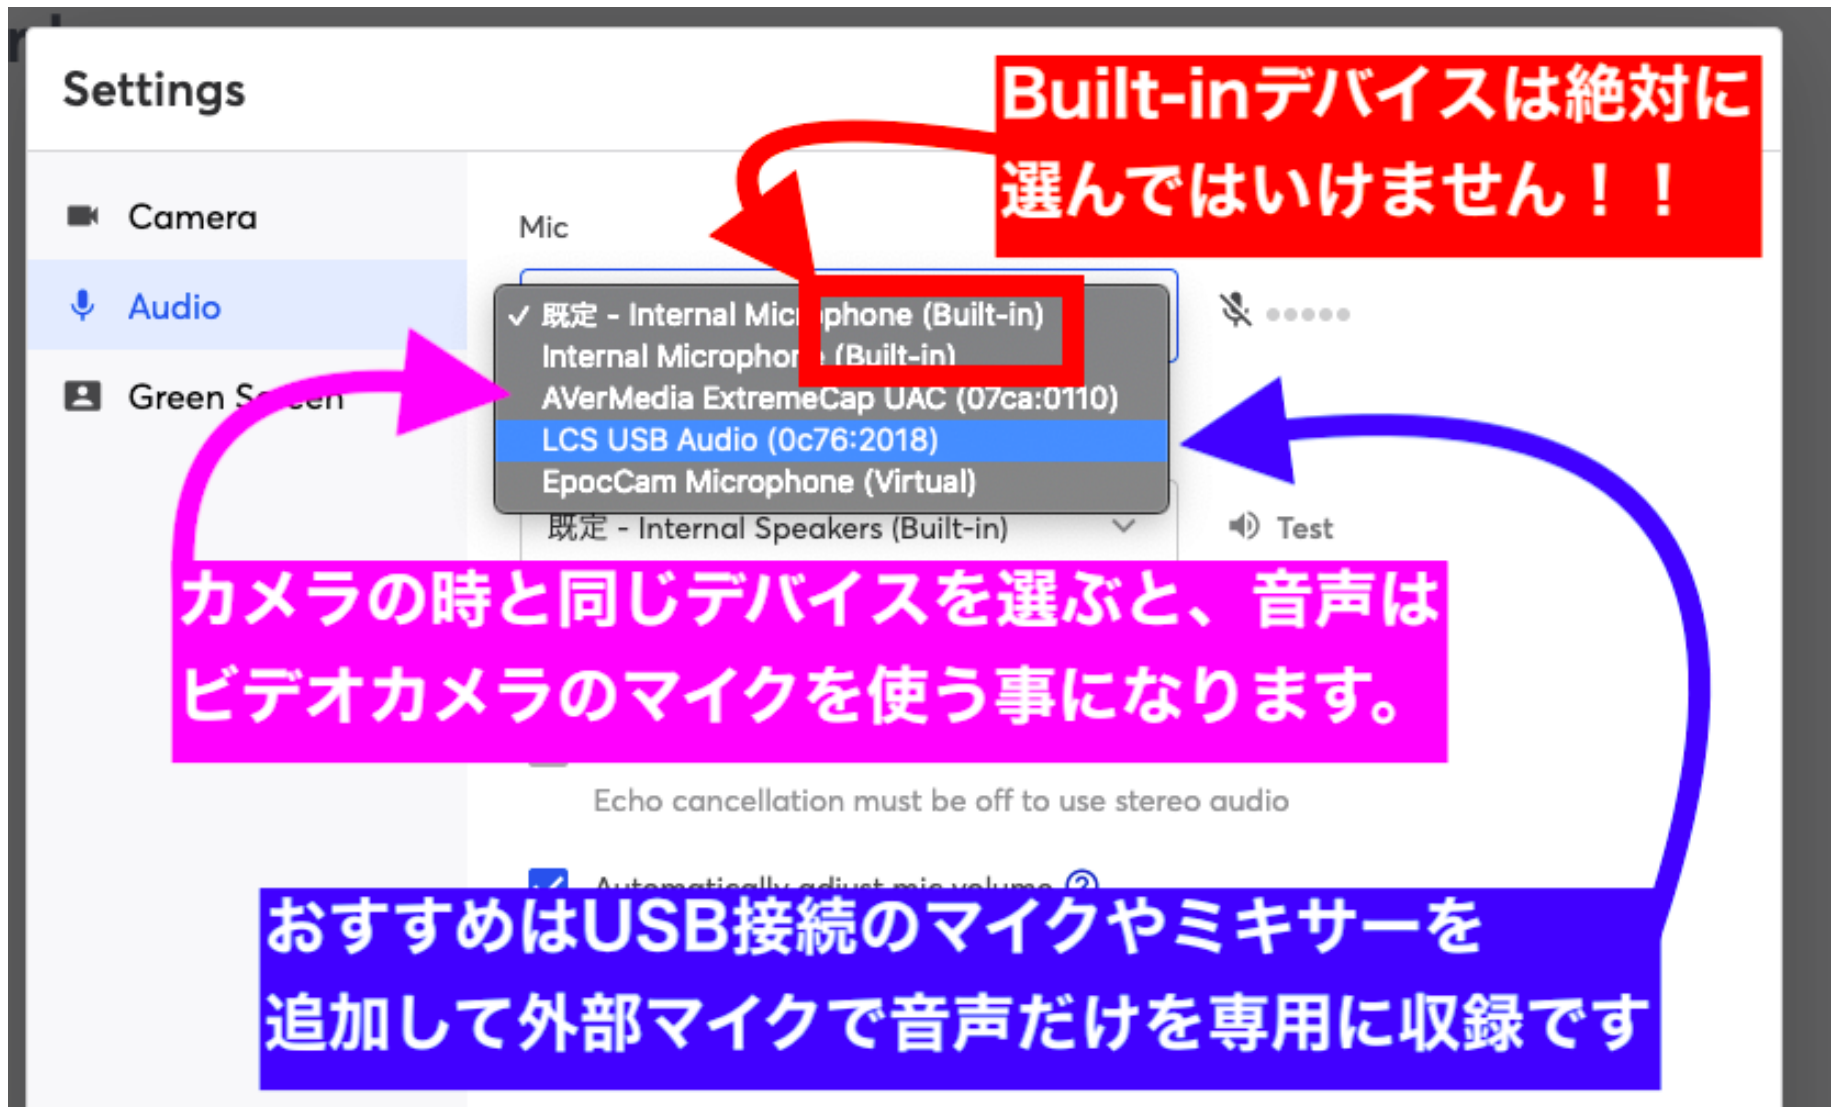 Settings
Built-inデバイスは絶対に
選んではいけません！！
Camera
Audio
Green Screen
Mic
✓ 既定 - Internal Microphone (Built-in)
Internal Microphone (Built-in)
AVerMedia ExtremeCap UAC (07ca:0110)
LCS USB Audio (0c76:2018)
EpocCam Microphone (Virtual)
既定 - Internal Speakers (Built-in)
Test
カメラの時と同じデバイスを選ぶと、音声は
ビデオカメラのマイクを使う事になります。
Echo cancellation must be off to use stereo audio
Automatically adjust mic volume
おすすめはUSB接続のマイクやミキサーを
追加して外部マイクで音声だけを専用に収録です